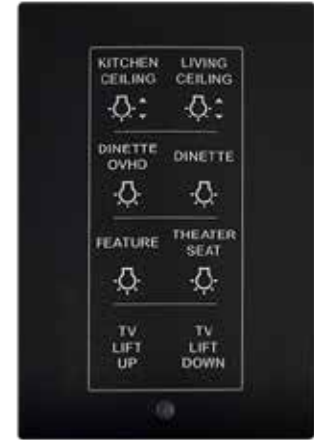 KITCHEN CEILING
LIVING CEILING
DINETTE OVHD
DINETTE
FEATURE
THEATER SEAT
TV LIFT UP
TV LIFT DOWN